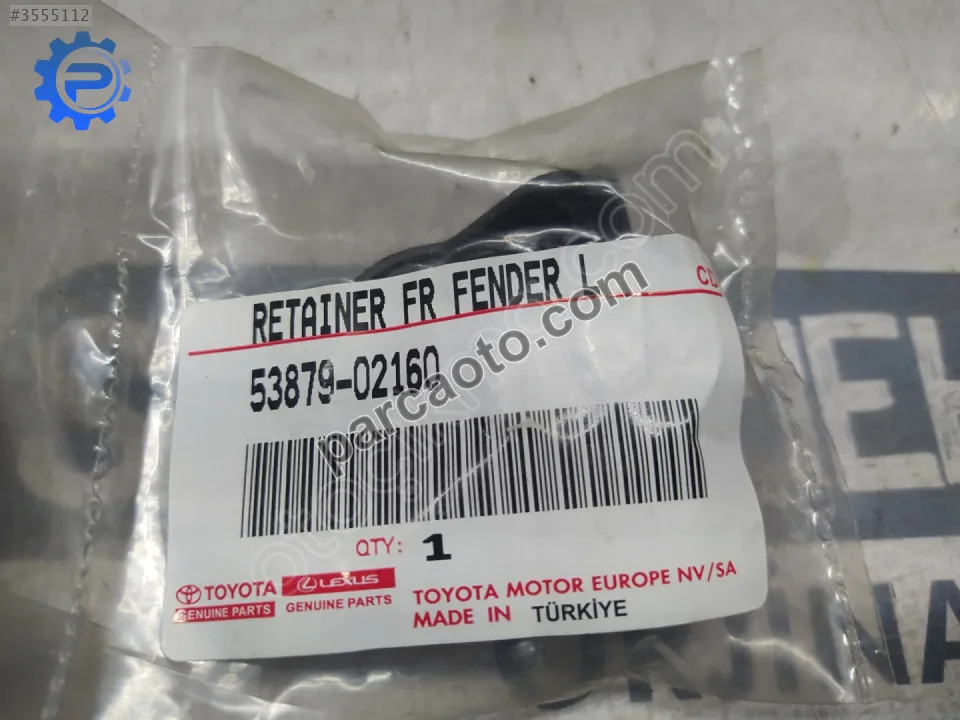 #3555112
P
RETAINER FR FENDER L
53879-02160
parcaoto.com
QTY: 1
TOYOTA
GENUINE PARTS
LEXUS
GENUINE PARTS
TOYOTA MOTOR EUROPE NV/SA
MADE IN TÜRKİYE